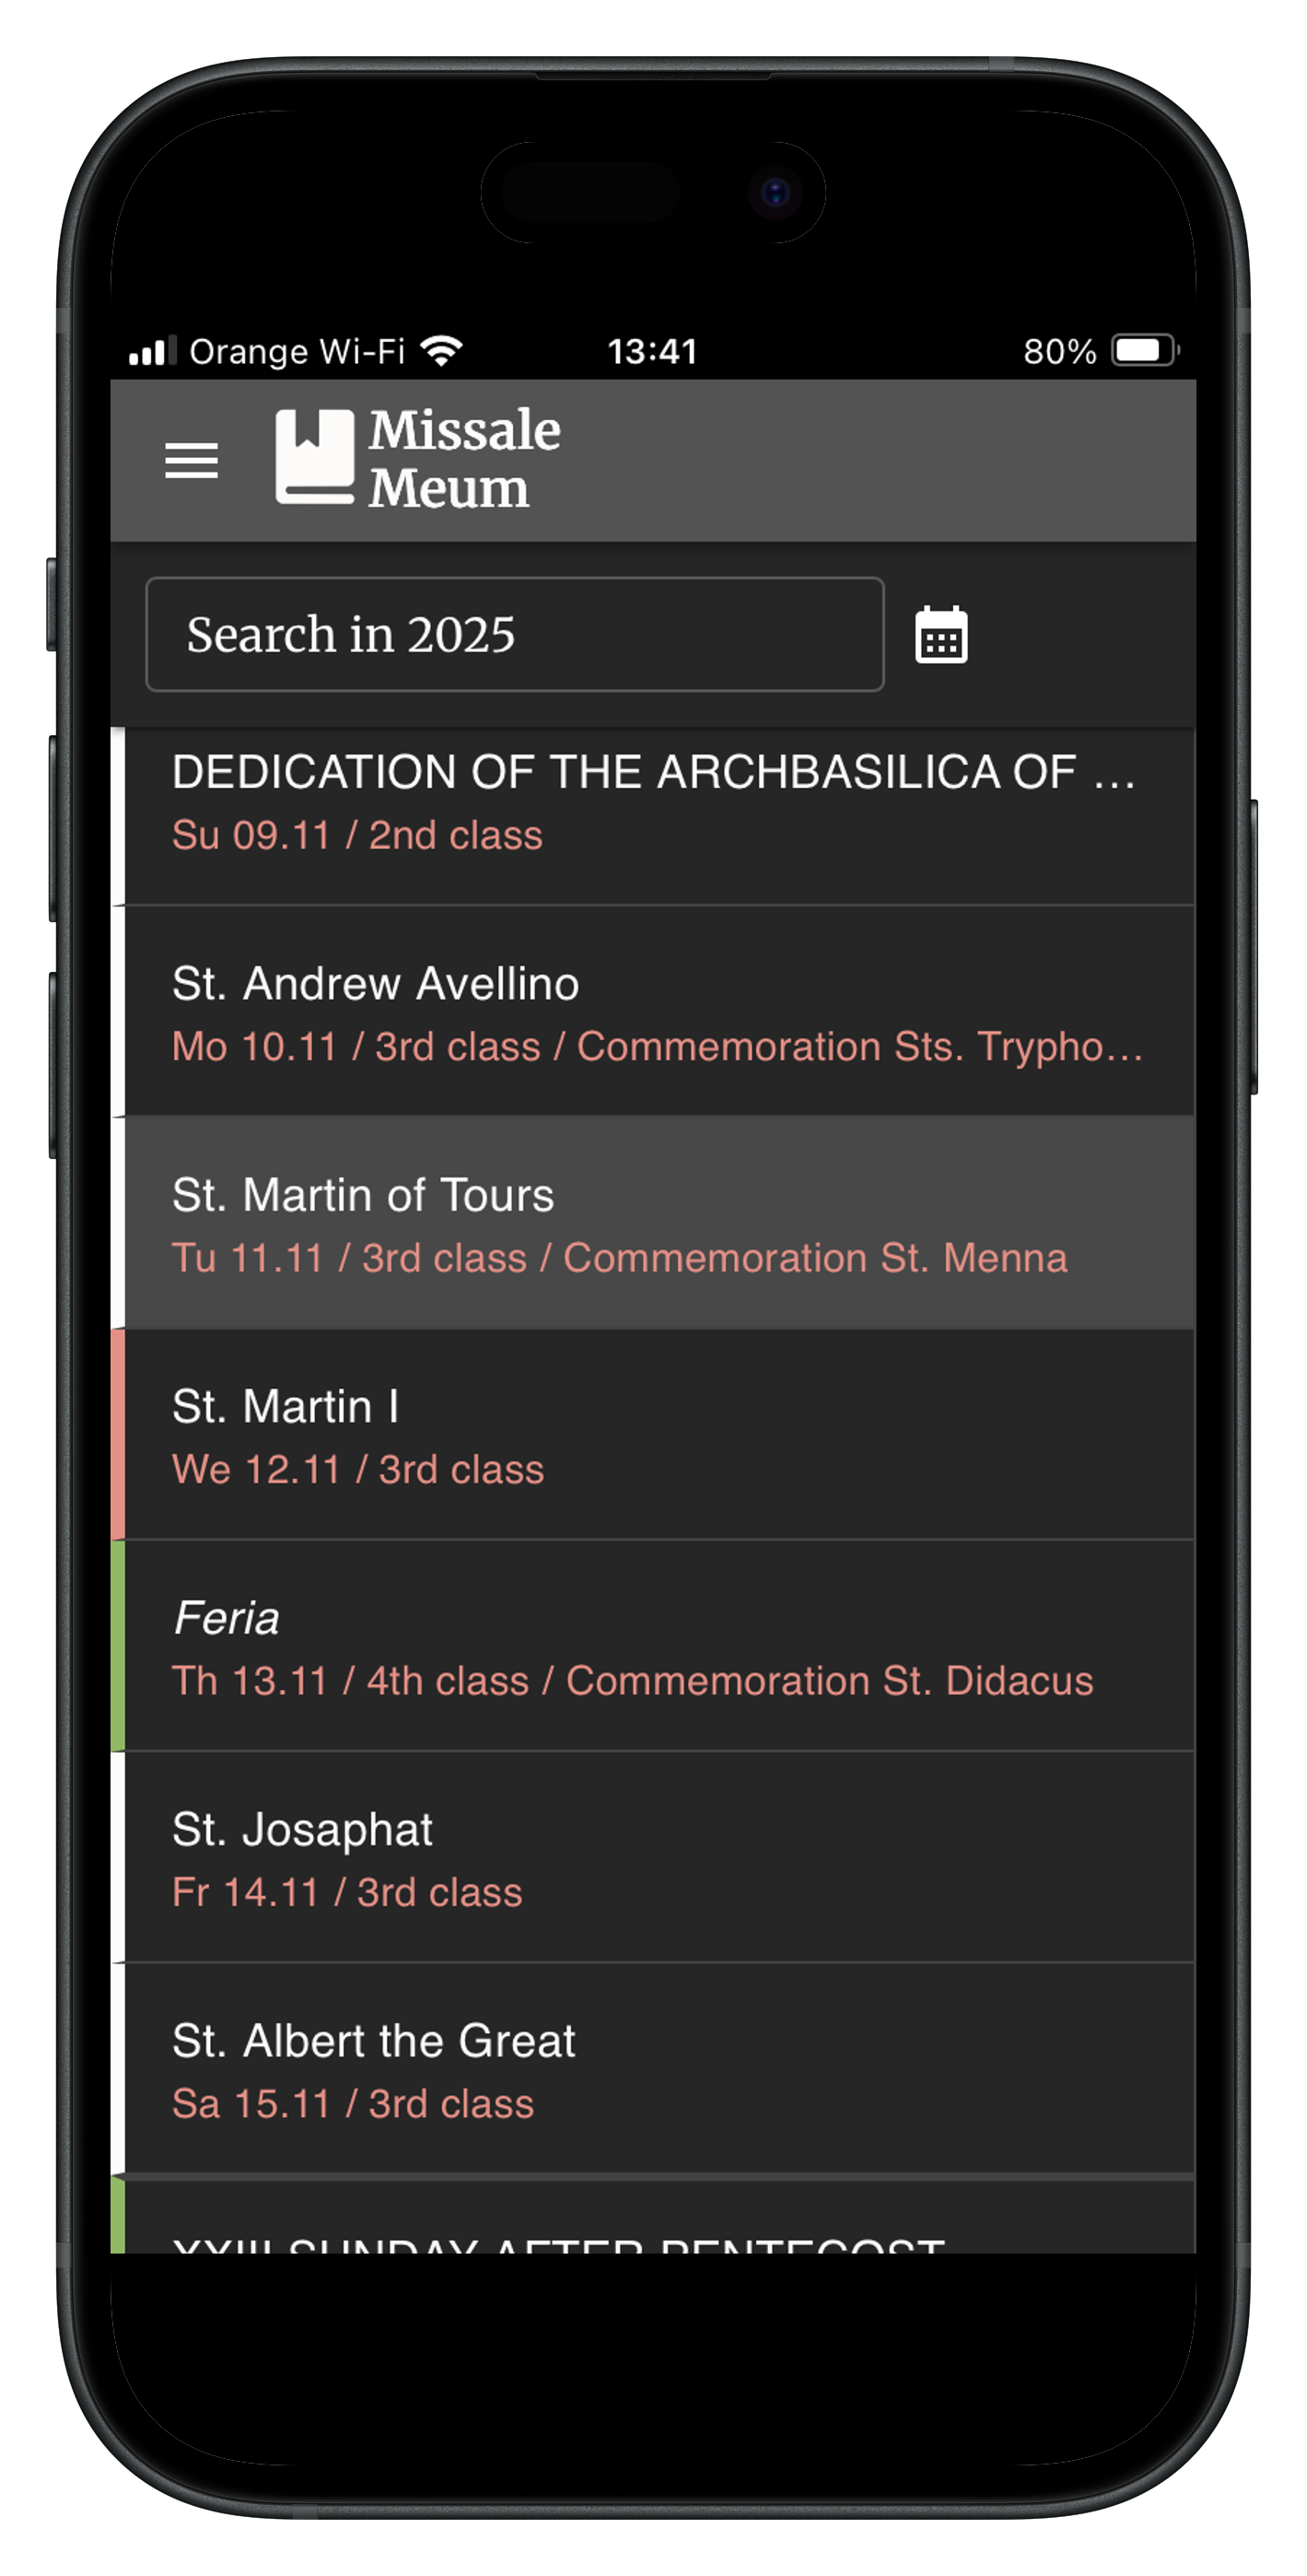 Orange Wi-Fi 13:41 80%
Missale
Meum
Search in 2025
DEDICATION OF THE ARCHBASILICA OF ...
Su 09.11 / 2nd class
St. Andrew Avellino
Mo 10.11 / 3rd class / Commemoration Sts. Trypho...
St. Martin of Tours
Tu 11.11 / 3rd class / Commemoration St. Menna
St. Martin I
We 12.11 / 3rd class
Feria
Th 13.11 / 4th class / Commemoration St. Didacus
St. Josaphat
Fr 14.11 / 3rd class
St. Albert the Great
Sa 15.11 / 3rd class
XXIII SUNDAY AFTER PENTECOST